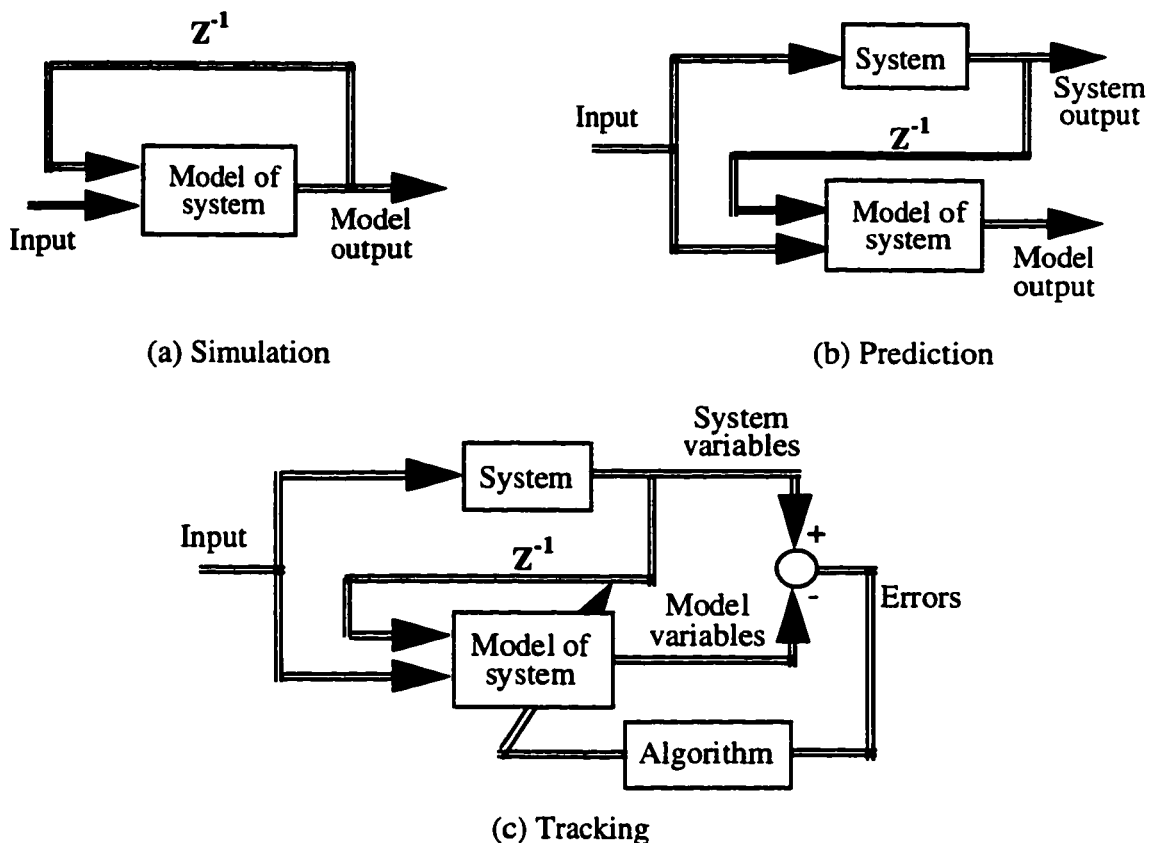 Z⁻¹
Model of
system
Input
Model
output
(a) Simulation
System
System
output
Input
Z⁻¹
Model of
system
Model
output
(b) Prediction
System
variables
System
Input
Z⁻¹
+
-
Errors
Model
variables
Model of
system
Algorithm
(c) Tracking